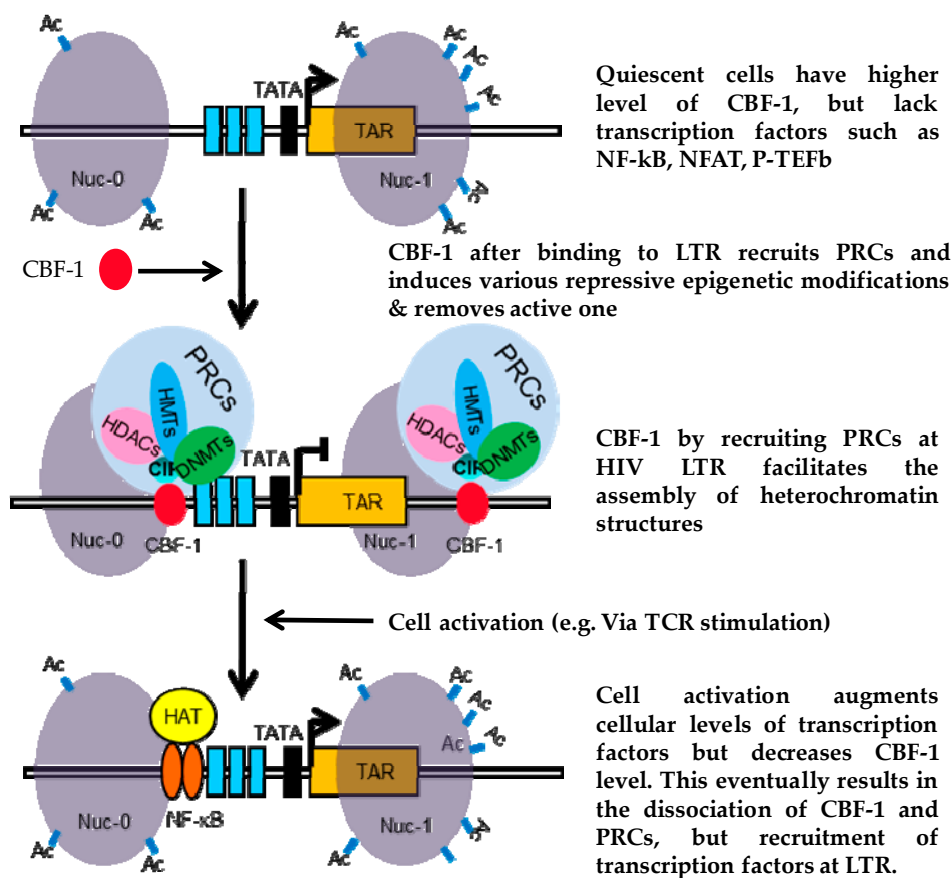 Ac
Ac
Ac
Ac
Ac
TATA
TAR
Nuc-0
Nuc-1
Ac
Ac
Ac
Ac
Quiescent cells have higher
level of CBF-1, but lack
transcription factors such as
NF-kB, NFAT, P-TEFb
CBF-1
CBF-1 after binding to LTR recruits PRCs and
induces various repressive epigenetic modifications
& removes active one
PRCs
HMTs
HDACs
CIR
DNMTs
TATA
TAR
PRCs
HMTs
HDACs
CIR
DNMTs
Nuc-0
CBF-1
Nuc-1
CBF-1
CBF-1 by recruiting PRCs at
HIV LTR facilitates the
assembly of heterochromatin
structures
Cell activation (e.g. Via TCR stimulation)
Ac
Ac
Ac
Ac
Ac
HAT
TATA
TAR
NF-κB
Nuc-0
Nuc-1
Ac
Ac
Ac
Cell activation augments
cellular levels of transcription
factors but decreases CBF-1
level. This eventually results in
the dissociation of CBF-1 and
PRCs, but recruitment of
transcription factors at LTR.